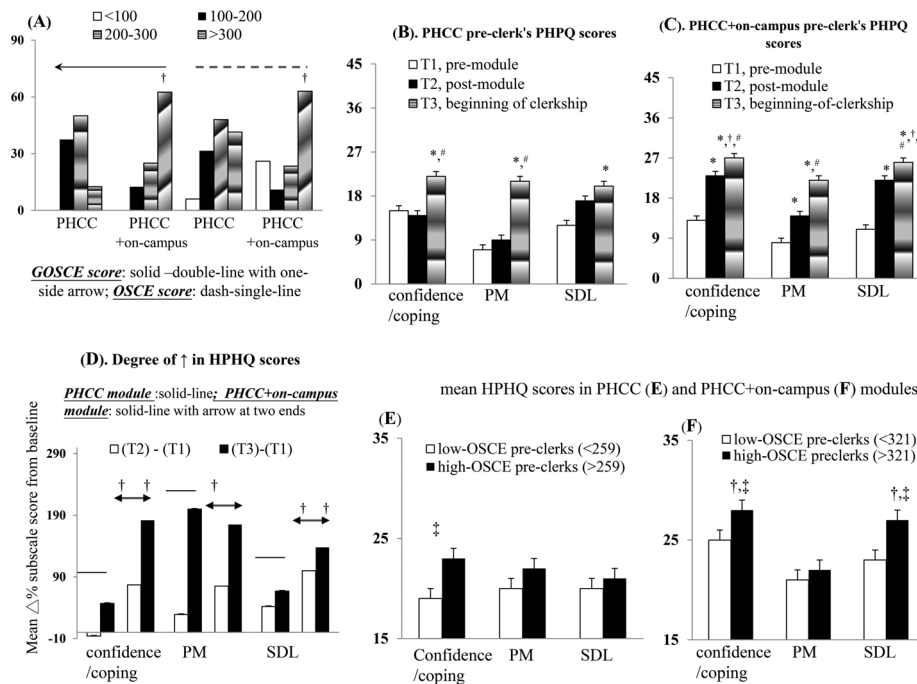 (A)
<100
100-200
200-300
>300
90
60
30
0
†
†
PHCC
PHCC
+on-campus
PHCC
PHCC
+on-campus
GOSCE score: solid –double-line with one-
side arrow; OSCE score: dash-single-line
(B). PHCC pre-clerk's PHPQ scores
T1, pre-module
T2, post-module
T3, beginning of clerkship
45
36
27
18
9
0
*,#
*,#
*
confidence
/coping
PM
SDL
(C). PHCC+on-campus pre-clerk's PHPQ
scores
T1, pre-module
T2, post-module
T3, beginning-of-clerkship
45
36
27
18
9
0
*
*,†,#
*
*,#
*
*,†,
#
confidence
/coping
PM
SDL
(D). Degree of ↑ in HPHQ scores
PHCC module :solid-line; PHCC+on-campus
module: solid-line with arrow at two ends
(T2) - (T1)
(T3)-(T1)
Mean △% subscale score from baseline
290
190
90
-10
† †
†
† †
confidence
/coping
PM
SDL
mean HPHQ scores in PHCC (E) and PHCC+on-campus (F) modules
(E)
low-OSCE pre-clerks (<259)
high-OSCE pre-clerks (>259)
35
25
15
‡
Confidence
/coping
PM
SDL
(F)
low-OSCE pre-clerks (<321)
high-OSCE preclerks (>321)
35
25
15
†,‡
†,‡
confidence
/coping
PM
SDL